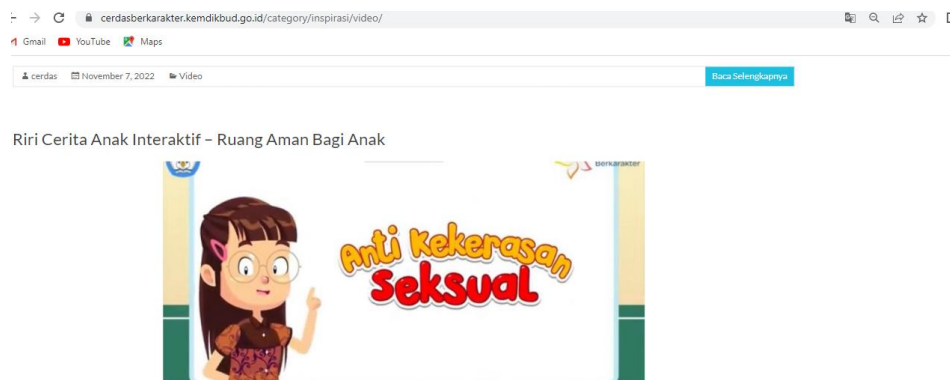 cerdasberkarakter.kemdikbud.go.id/category/inspirasi/video/
Gmail YouTube Maps
cerdas November 7, 2022 Video Baca Selengkapnya
Riri Cerita Anak Interaktif – Ruang Aman Bagi Anak
Berkarakter
Anti Kekerasan
Seksual